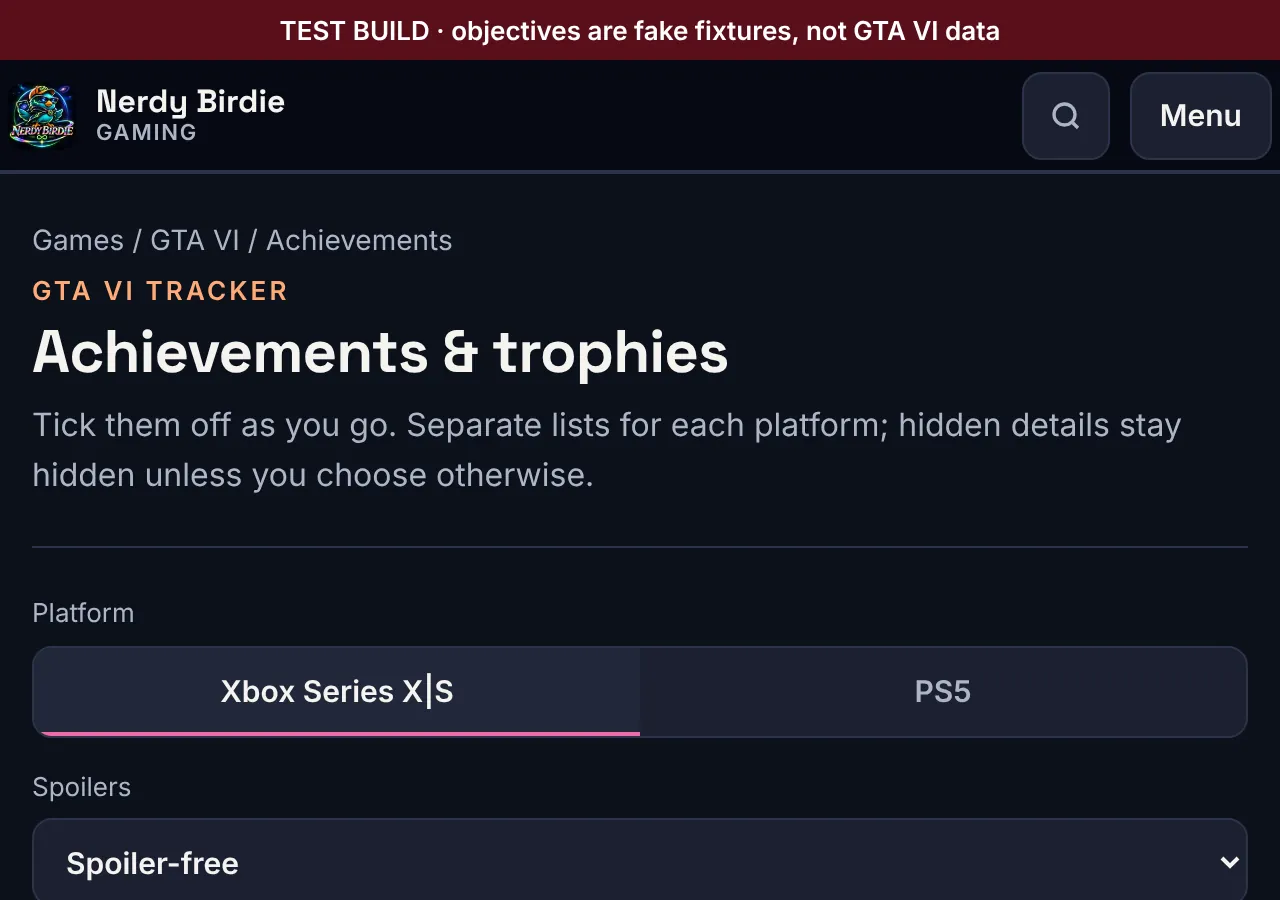 TEST BUILD · objectives are fake fixtures, not GTA VI data
NERDY BIRDIE
Nerdy Birdie
GAMING
Menu
Games / GTA VI / Achievements
GTA VI TRACKER
Achievements & trophies
Tick them off as you go. Separate lists for each platform; hidden details stay
hidden unless you choose otherwise.
Platform
Xbox Series X|S
PS5
Spoilers
Spoiler-free